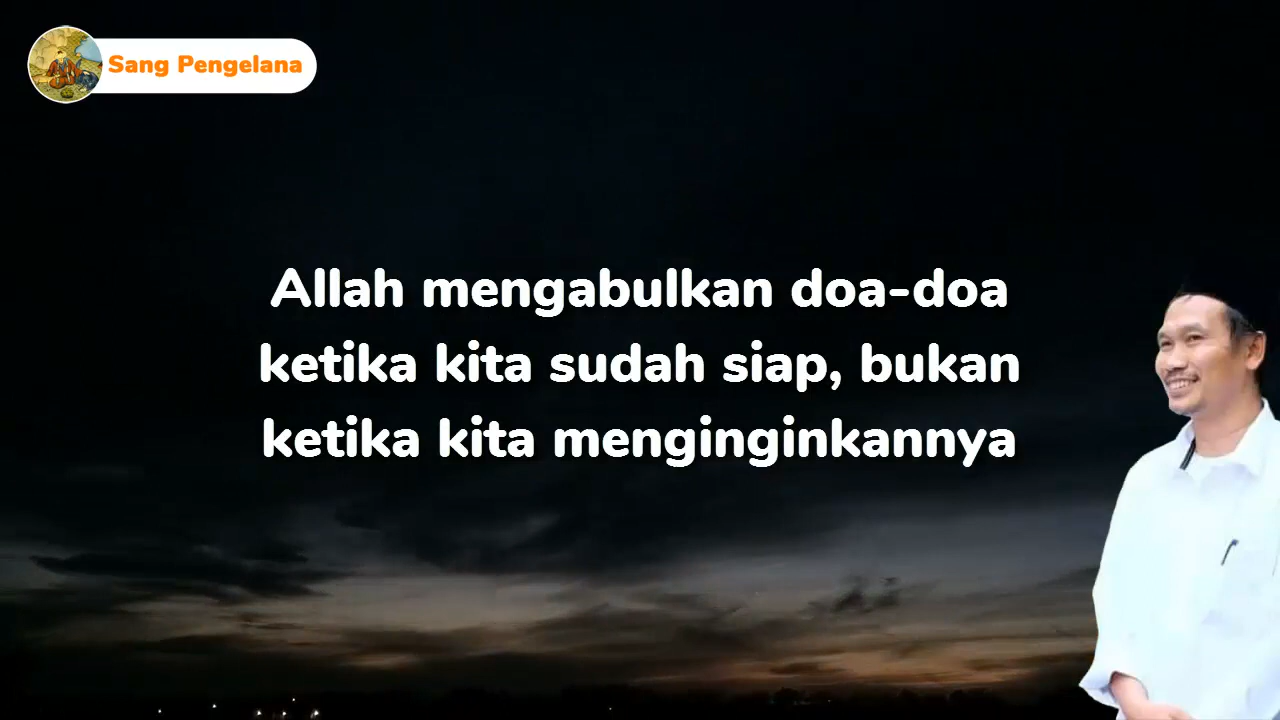 Sang Pengelana
Allah mengabulkan doa-doa
ketika kita sudah siap, bukan
ketika kita menginginkannya